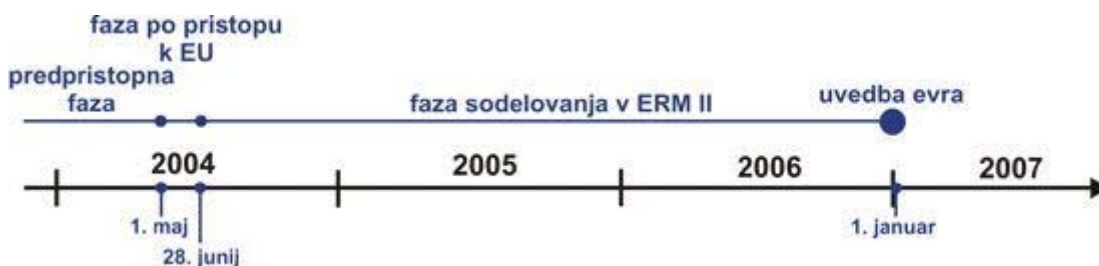 faza po pristopu
k EU
predpristopna
faza
faza sodelovanja v ERM II
uvedba evra
2004
2005
2006
2007
1. maj
28. junij
1. januar